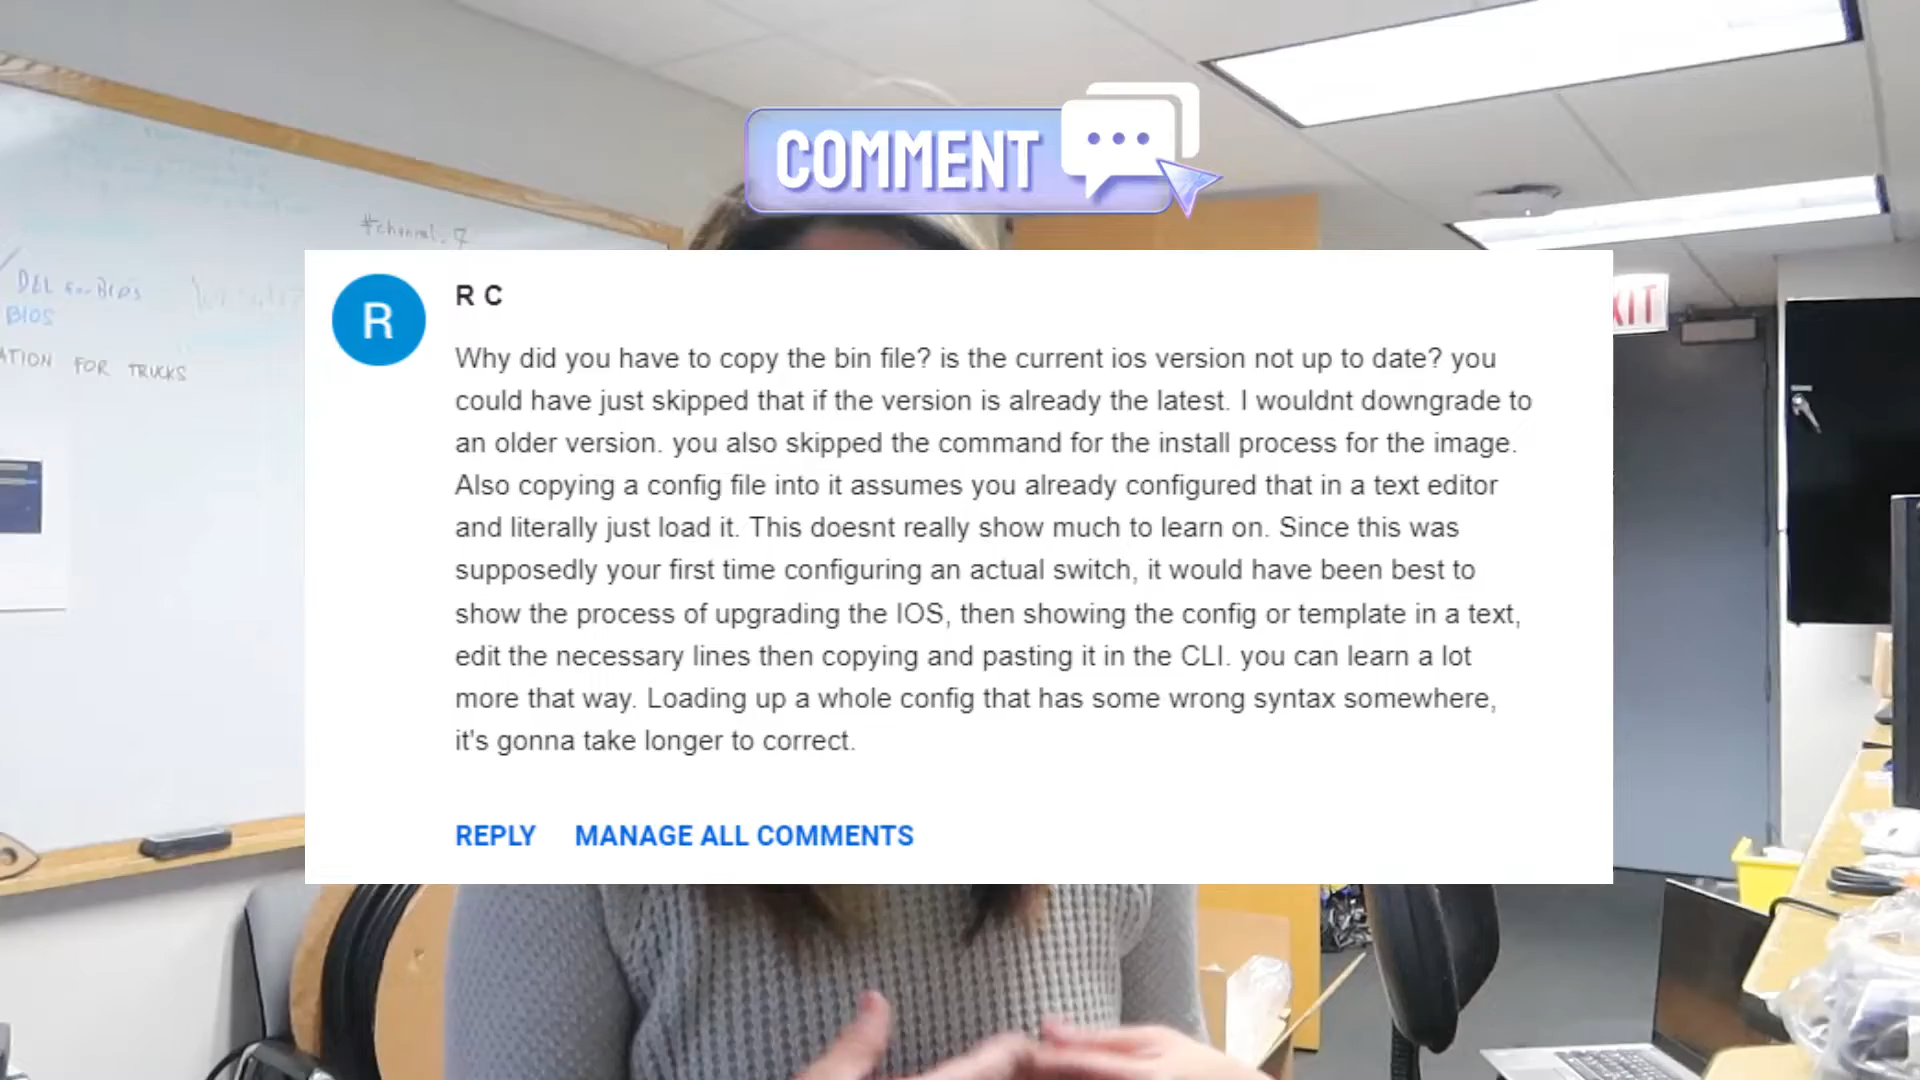 COMMENT
#channel.7
DEL for BIOS
BIOS
ATION FOR TRUCKS
XIT
R
R C
Why did you have to copy the bin file? is the current ios version not up to date? you
could have just skipped that if the version is already the latest. I wouldnt downgrade to
an older version. you also skipped the command for the install process for the image.
Also copying a config file into it assumes you already configured that in a text editor
and literally just load it. This doesnt really show much to learn on. Since this was
supposedly your first time configuring an actual switch, it would have been best to
show the process of upgrading the IOS, then showing the config or template in a text,
edit the necessary lines then copying and pasting it in the CLI. you can learn a lot
more that way. Loading up a whole config that has some wrong syntax somewhere,
it's gonna take longer to correct.
REPLY MANAGE ALL COMMENTS